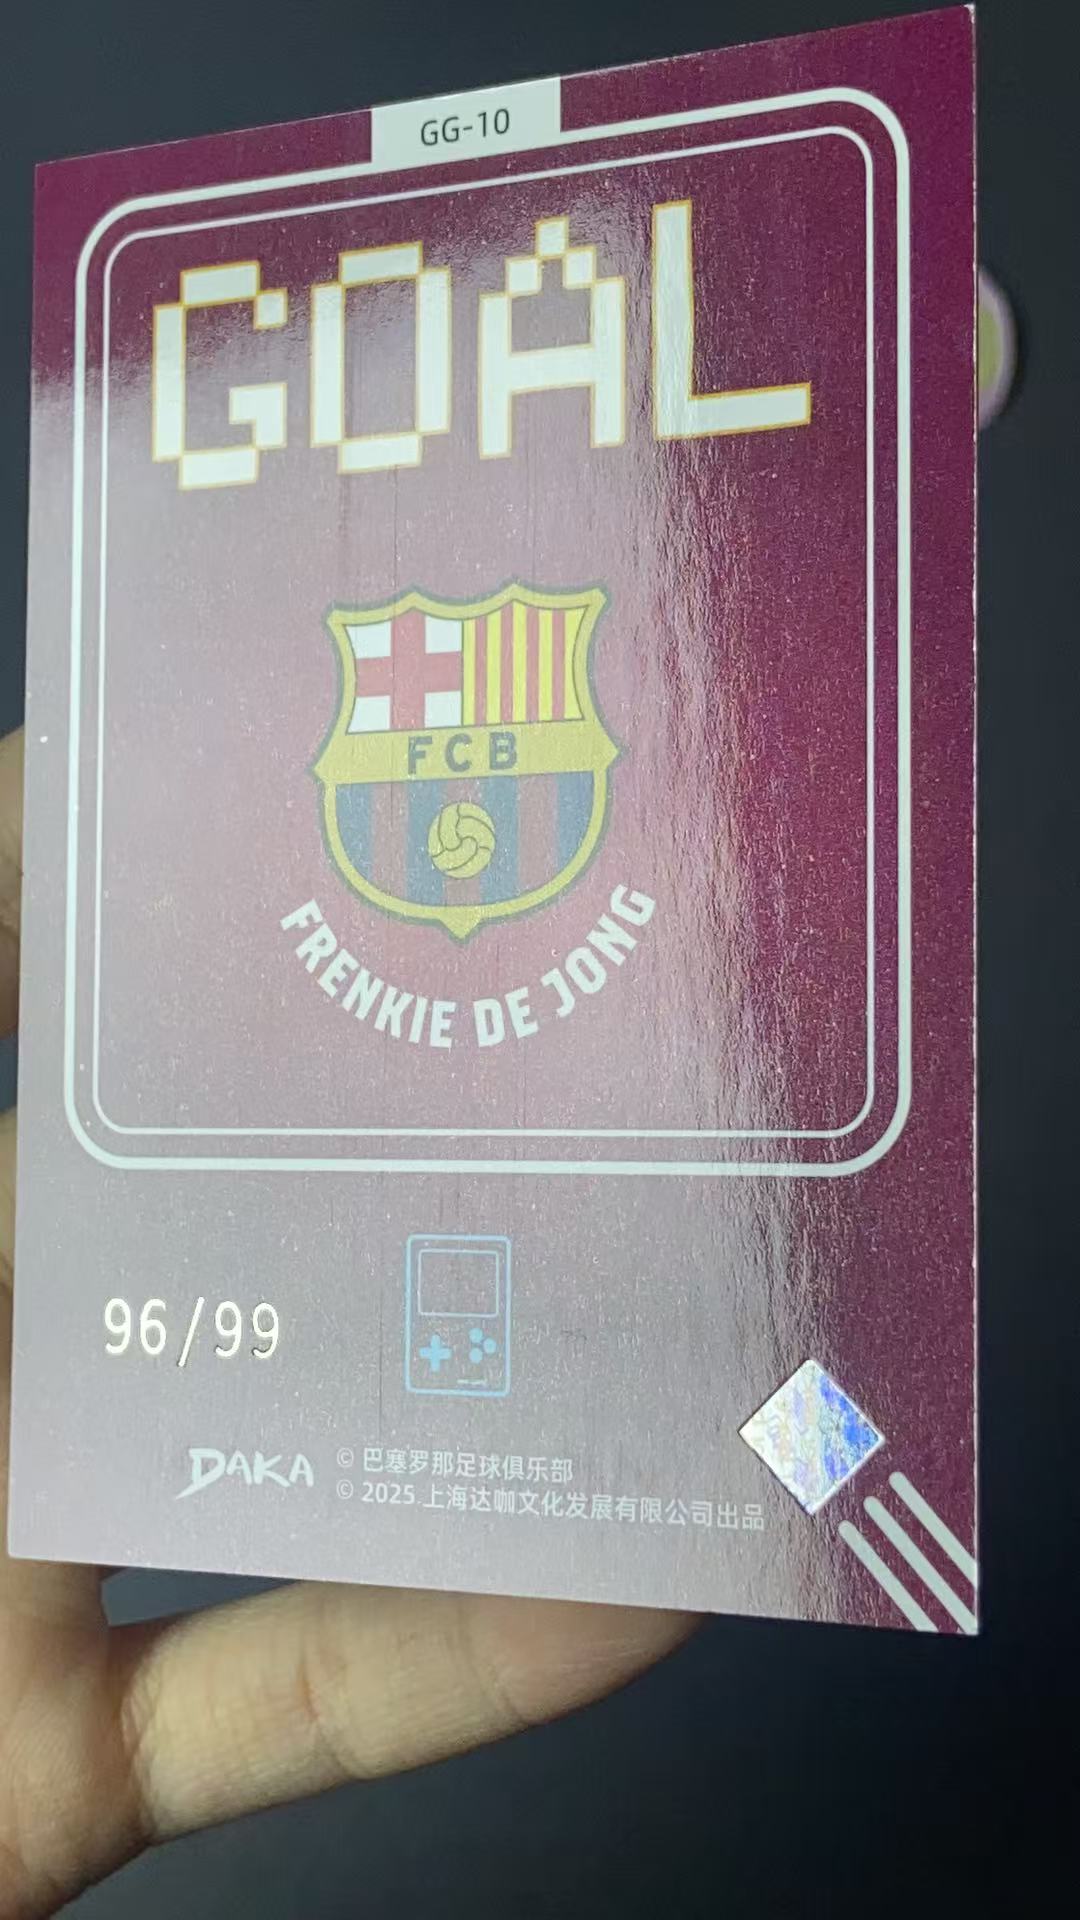 GG-10
GOAL
FCB
FRENKIE DE JONG
96/99
DAKA
© 巴塞罗那足球俱乐部
© 2025 上海达咖文化发展有限公司出品